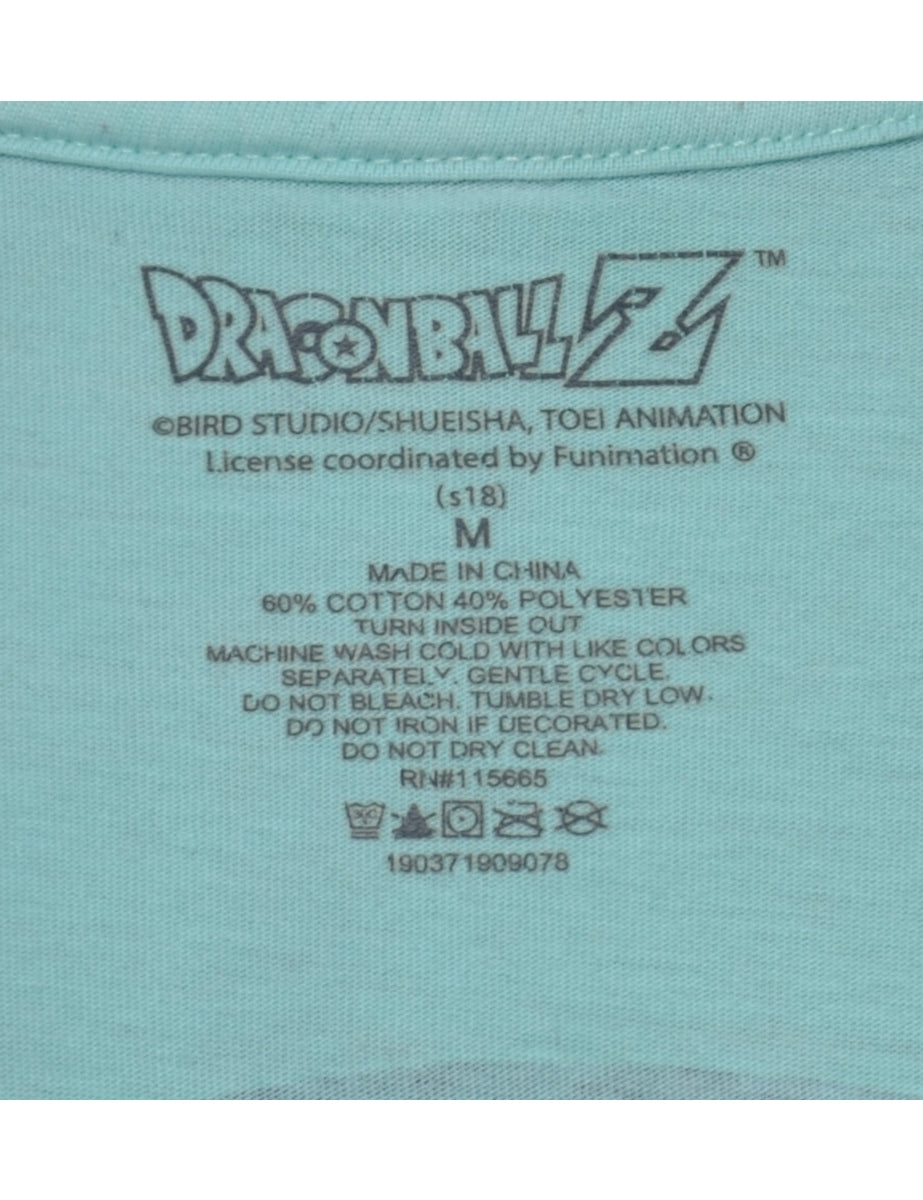 DRAGONBALL Z™
©BIRD STUDIO/SHUEISHA, TOEI ANIMATION
License coordinated by Funimation ®
(s18)
M
MADE IN CHINA
60% COTTON 40% POLYESTER
TURN INSIDE OUT
MACHINE WASH COLD WITH LIKE COLORS
SEPARATELY. GENTLE CYCLE.
DO NOT BLEACH. TUMBLE DRY LOW.
DO NOT IRON IF DECORATED.
DO NOT DRY CLEAN.
RN#115665
30C
190371909078